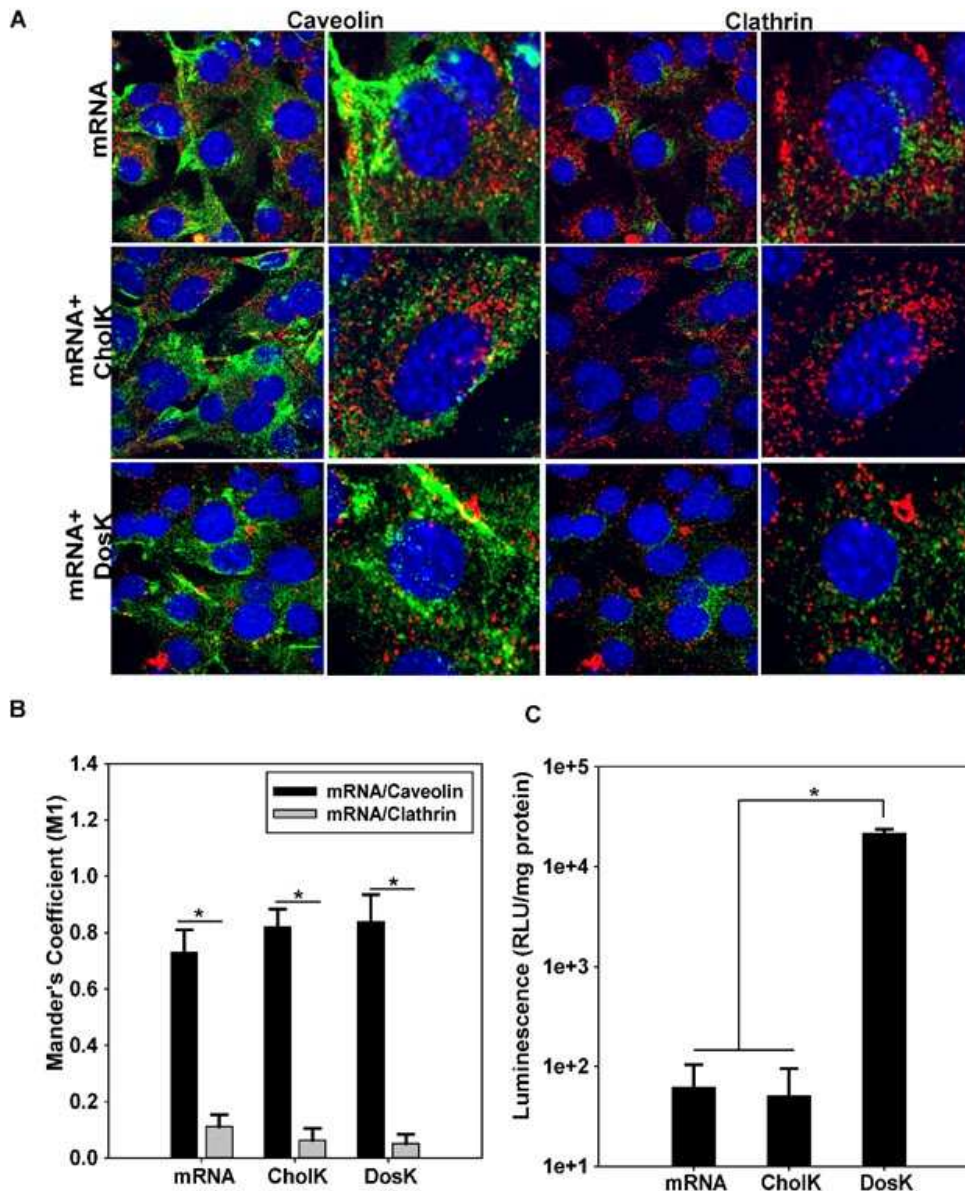 A
Caveolin
Clathrin
mRNA
mRNA+
CholK
mRNA+
DosK
B
1.4
1.2
1.0
0.8
0.6
0.4
0.2
0.0
Mander's Coefficient (M1)
mRNA/Caveolin
mRNA/Clathrin
*
*
*
mRNA
CholK
DosK
C
1e+5
1e+4
1e+3
1e+2
1e+1
Luminescence (RLU/mg protein)
*
mRNA
CholK
DosK